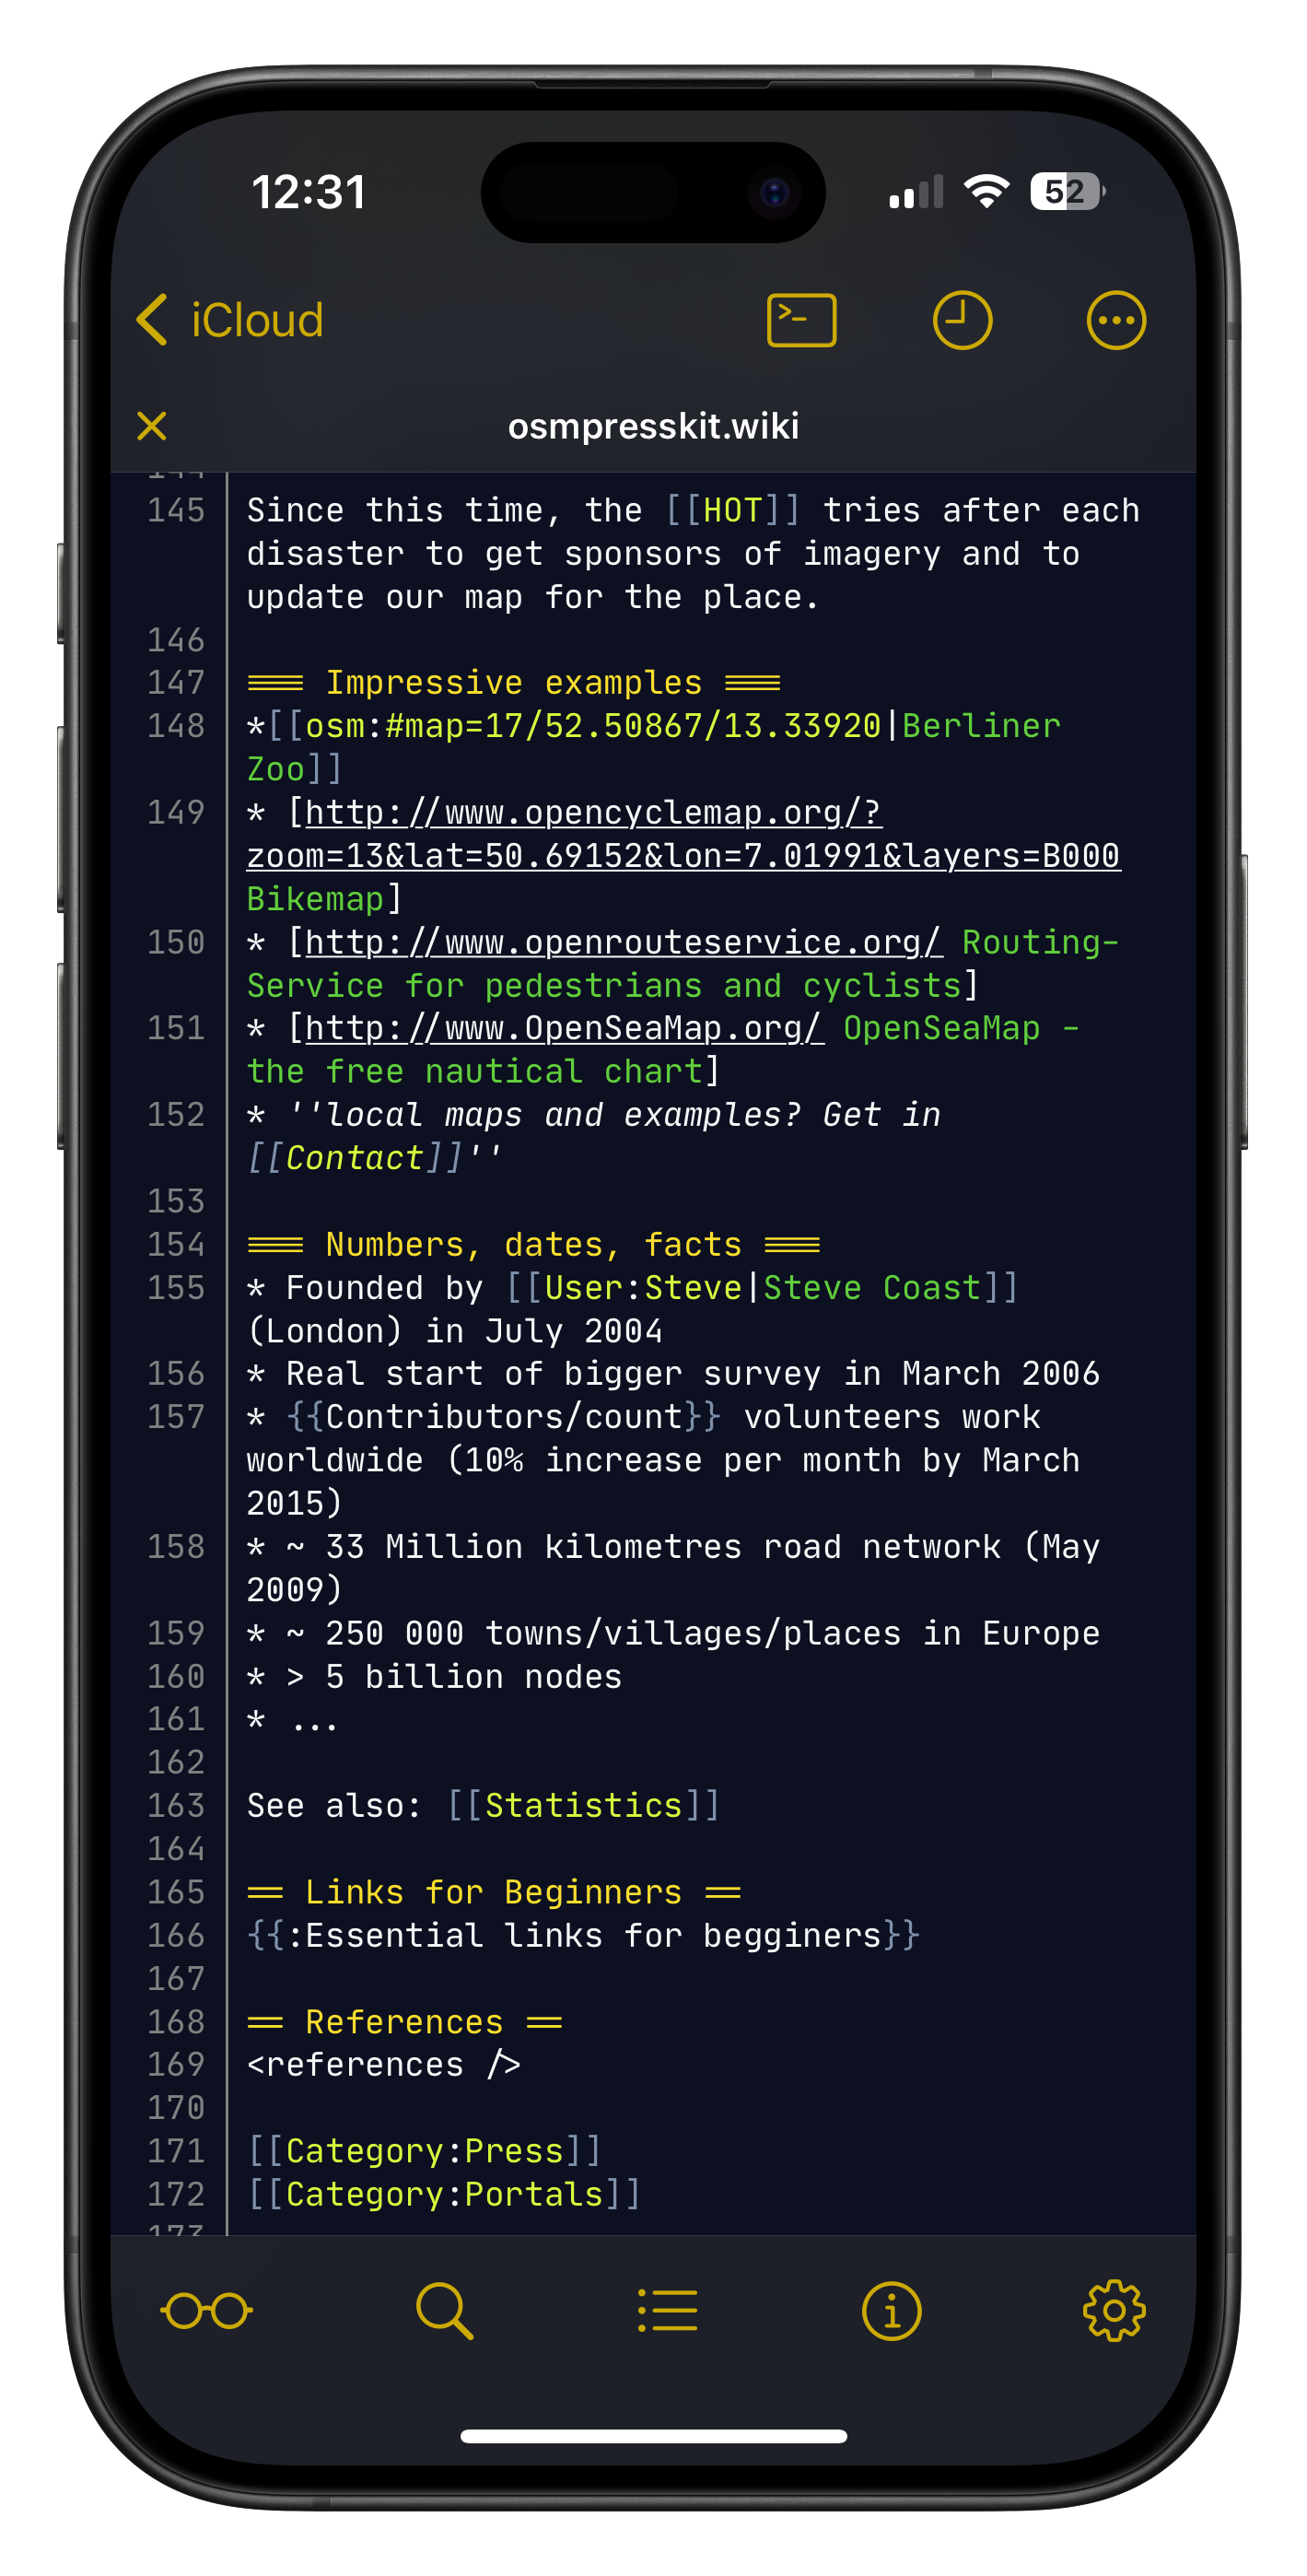 12:31
52
iCloud
osmpresskit.wiki
145 Since this time, the [[HOT]] tries after each
disaster to get sponsors of imagery and to
update our map for the place.
146
147 === Impressive examples ===
148 *[[osm:#map=17/52.50867/13.33920|Berliner
Zoo]]
149 * [http://www.opencyclemap.org/?
zoom=13&lat=50.69152&lon=7.01991&layers=B000
Bikemap]
150 * [http://www.openrouteservice.org/ Routing-
Service for pedestrians and cyclists]
151 * [http://www.OpenSeaMap.org/ OpenSeaMap -
the free nautical chart]
152 * ''local maps and examples? Get in
[[Contact]]''
153
154 === Numbers, dates, facts ===
155 * Founded by [[User:Steve|Steve Coast]]
(London) in July 2004
156 * Real start of bigger survey in March 2006
157 * {{Contributors/count}} volunteers work
worldwide (10% increase per month by March
2015)
158 * ~ 33 Million kilometres road network (May
2009)
159 * ~ 250 000 towns/villages/places in Europe
160 * > 5 billion nodes
161 * ...
162
163 See also: [[Statistics]]
164
165 == Links for Beginners ==
166 {{:Essential links for begginers}}
167
168 == References ==
169 <references />
170
171 [[Category:Press]]
172 [[Category:Portals]]
173